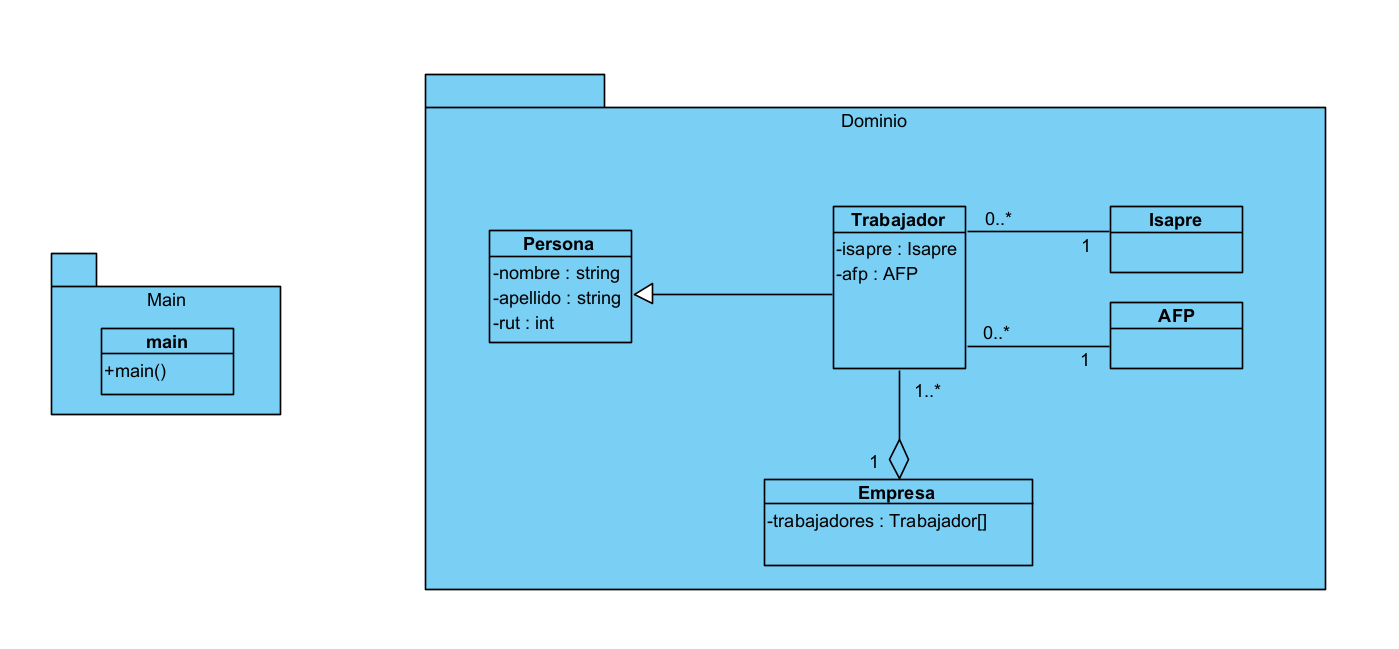 Main
main
+main()
Dominio
Persona
-nombre : string
-apellido : string
-rut : int
Trabajador
-isapre : Isapre
-afp : AFP
0..*
1
Isapre
0..*
1
AFP
1..*
1
Empresa
-trabajadores : Trabajador[]